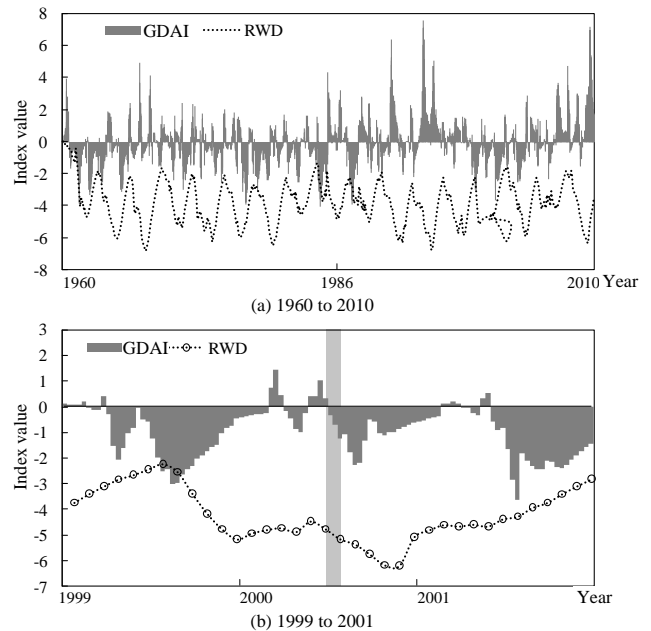 8
GDAI RWD
6
4
2
0
-2
-4
-6
-8
Index value
1960 1986 2010 Year
(a) 1960 to 2010
3
GDAI RWD
2
1
0
-1
-2
-3
-4
-5
-6
-7
Index value
1999 2000 2001 Year
(b) 1999 to 2001